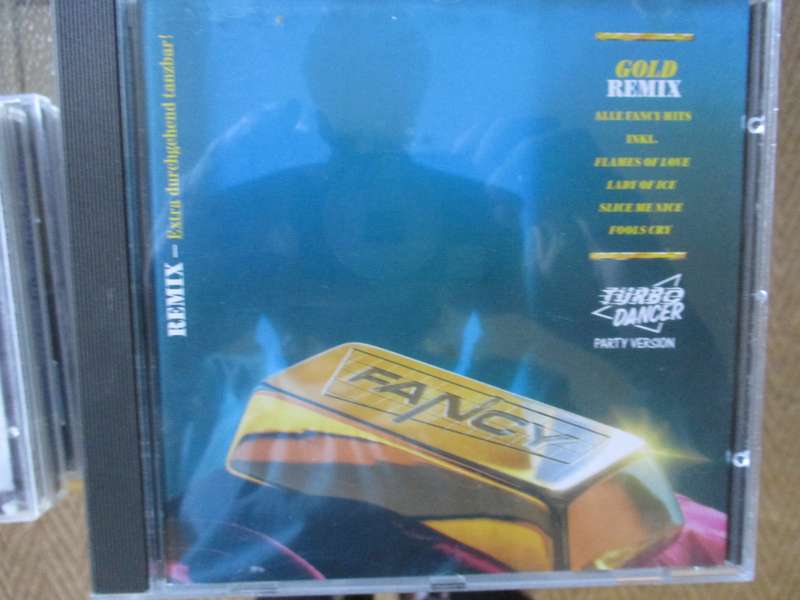 REMIX – Extra durchgehend tanzbar!
GOLD
REMIX
ALLE FANCY-HITS
INKL.
FLAMES OF LOVE
LADY OF ICE
SLICE ME NICE
FOOLS CRY
TURBO
DANCER
PARTY VERSION
FANCY